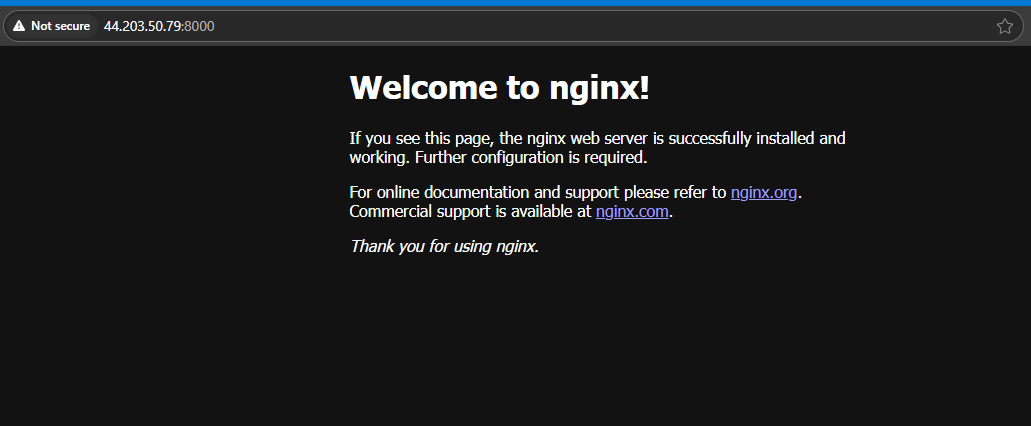 Not secure 44.203.50.79:8000
Welcome to nginx!
If you see this page, the nginx web server is successfully installed and
working. Further configuration is required.
For online documentation and support please refer to nginx.org.
Commercial support is available at nginx.com.
Thank you for using nginx.